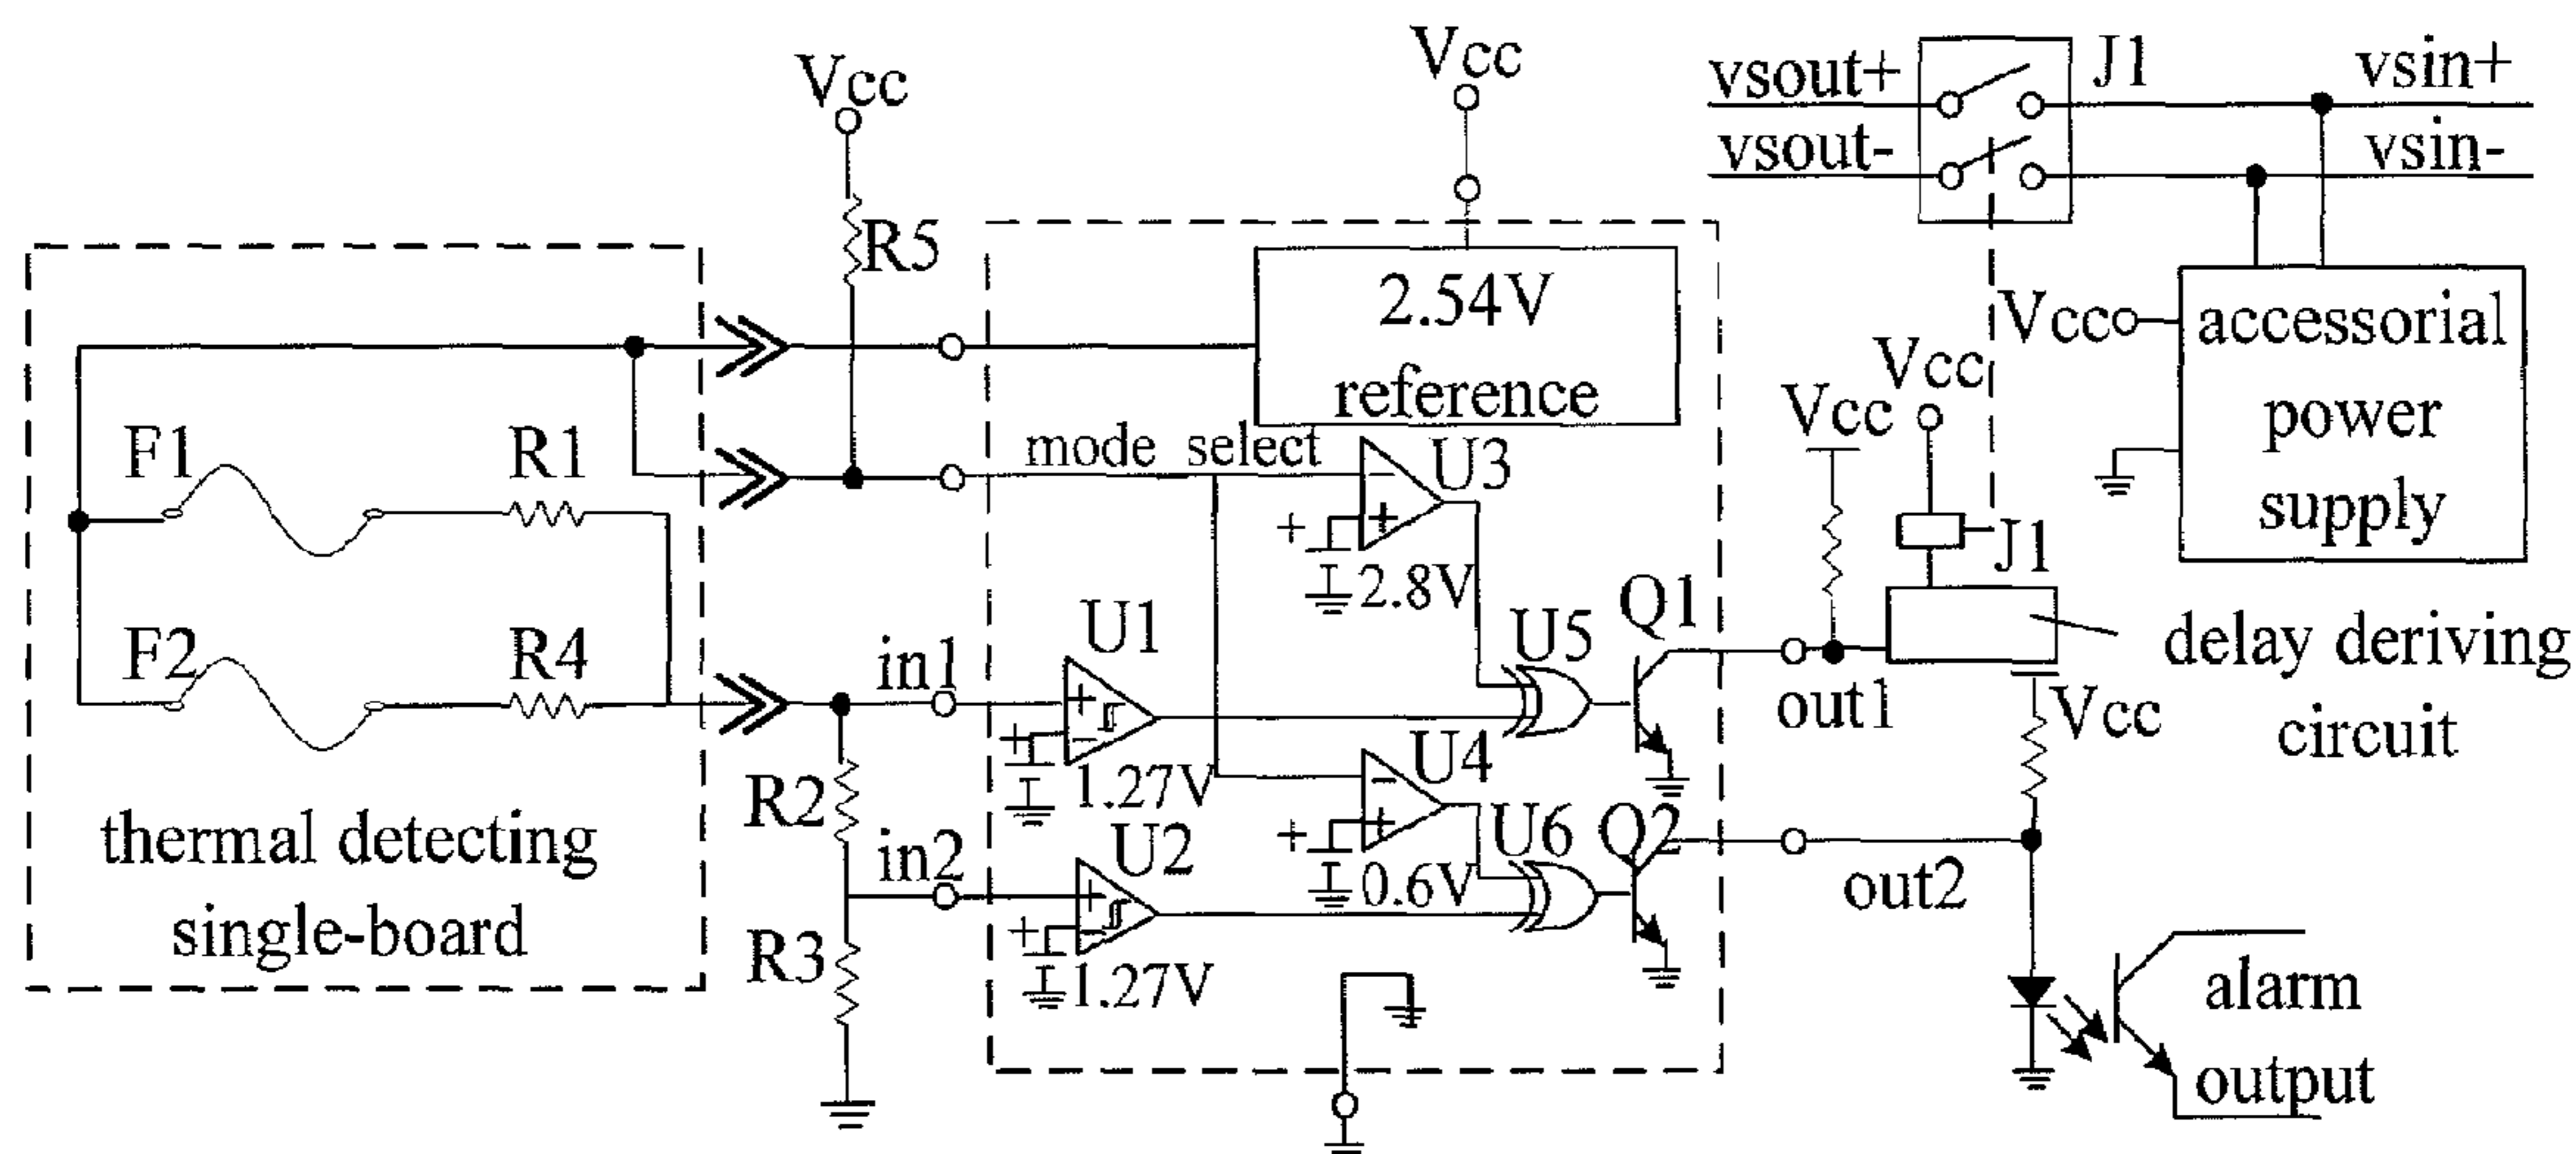 Vcc
Vcc
vsout+
J1
vsin+
vsout-
vsin-
R5
2.54V
reference
Vcc
accessorial
power
supply
Vcc
Vcc
F1
R1
mode select
U3
2.8V
J1
F2
R4
in1
U1
1.27V
U5
Q1
out1
delay deriving
circuit
Vcc
thermal detecting
single-board
R2
R3
in2
U2
1.27V
U4
0.6V
U6
Q2
out2
alarm
output